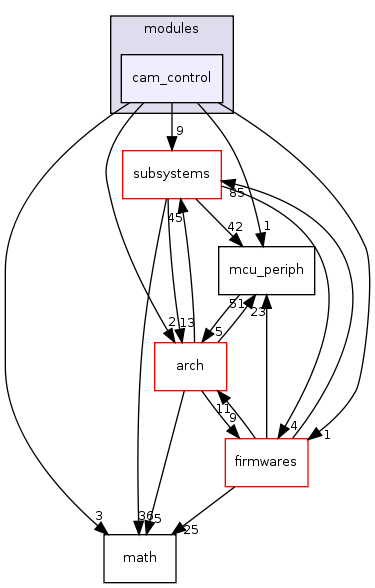 modules
cam_control
9
subsystems
85
45
42
1
mcu_periph
51
23
2
13
5
arch
11
9
4
1
firmwares
3
36
5
25
math